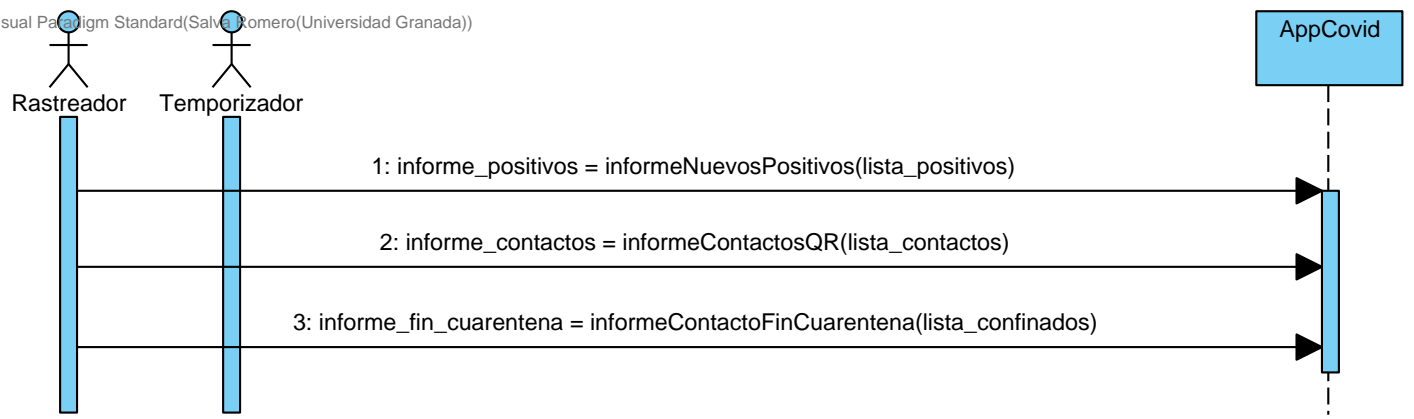 sual Paradigm Standard(Salva Romero(Universidad Granada))
AppCovid
Rastreador
Temporizador
1: informe_positivos = informeNuevosPositivos(lista_positivos)
2: informe_contactos = informeContactosQR(lista_contactos)
3: informe_fin_cuarentena = informeContactoFinCuarentena(lista_confinados)